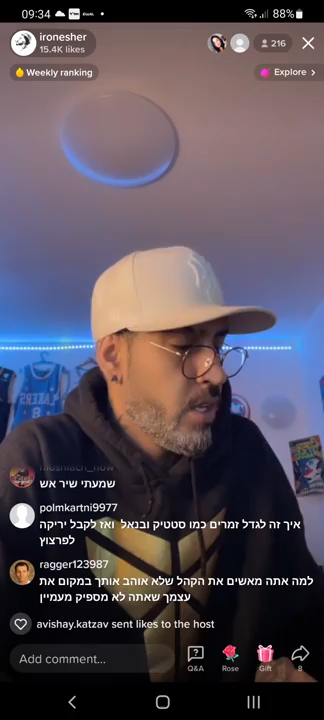 09:34
88%
ironesher
15.4K likes
216
Weekly ranking
Explore
שמעתי שיר אש
polmkartni9977
איך זה לגדל זמרים כמו סטטיק ובנאל ואז לקבל יריקה
לפרצוץ
ragger123987
למה אתה מאשים את הקהל שלא אוהב אותך במקום את
עצמך שאתה לא מספיק מעמיין
avishay.katzav sent likes to the host
Add comment...
Q&A
Rose
Gift
8